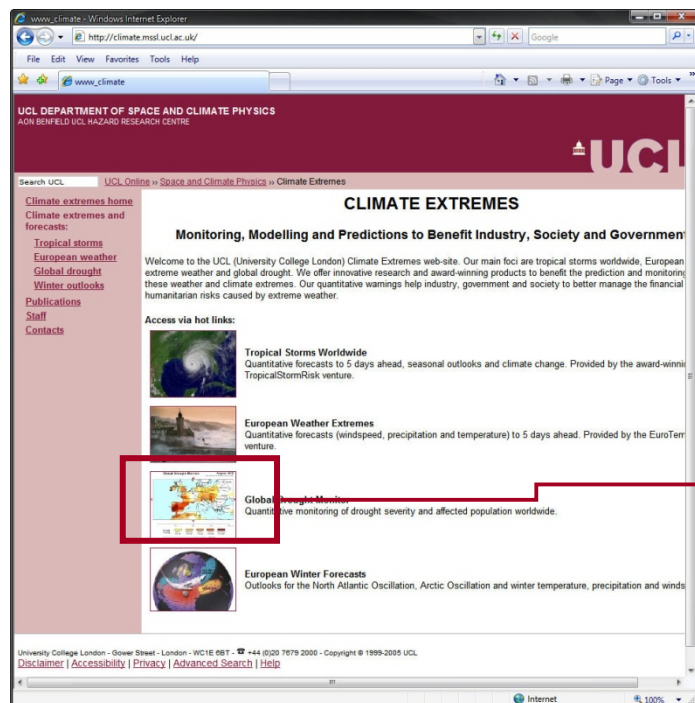 www_climate - Windows Internet Explorer
http://climate.mssl.ucl.ac.uk/
Google
File Edit View Favorites Tools Help
www_climate
Page Tools
UCL DEPARTMENT OF SPACE AND CLIMATE PHYSICS
AON BENFIELD UCL HAZARD RESEARCH CENTRE
UCL
Search UCL
UCL Online » Space and Climate Physics » Climate Extremes
Climate extremes home
Climate extremes and
forecasts:
Tropical storms
European weather
Global drought
Winter outlooks
Publications
Staff
Contacts
CLIMATE EXTREMES
Monitoring, Modelling and Predictions to Benefit Industry, Society and Governmen
Welcome to the UCL (University College London) Climate Extremes web-site. Our main foci are tropical storms worldwide, European
extreme weather and global drought. We offer innovative research and award-winning products to benefit the prediction and monitoring
these weather and climate extremes. Our quantitative warnings help industry, government and society to better manage the financial
humanitarian risks caused by extreme weather.
Access via hot links:
Tropical Storms Worldwide
Quantitative forecasts to 5 days ahead, seasonal outlooks and climate change. Provided by the award-winni
TropicalStormRisk venture.
European Weather Extremes
Quantitative forecasts (windspeed, precipitation and temperature) to 5 days ahead. Provided by the EuroTem
venture.
Global Drought Monitor
Quantitive monitoring of drought severity and affected population worldwide.
European Winter Forecasts
Outlooks for the North Atlantic Oscillation, Arctic Oscillation and winter temperature, precipitation and winds
University College London - Gower Street - London - WC1E 6BT - ☎ +44 (0)20 7679 2000 - Copyright © 1999-2005 UCL
Disclaimer | Accessibility | Privacy | Advanced Search | Help
Internet
100%